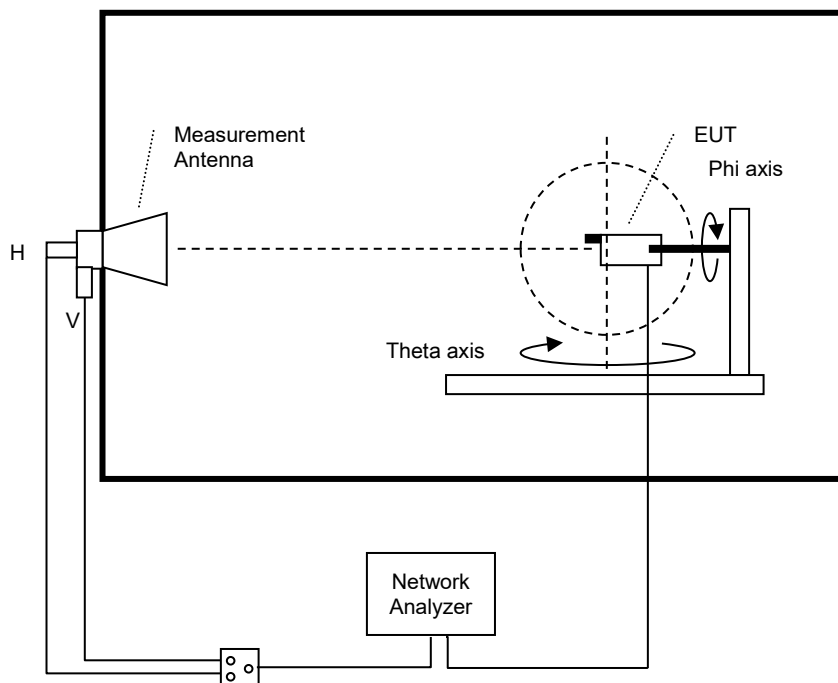 Measurement
Antenna
EUT
Phi axis
H
V
Theta axis
Network
Analyzer